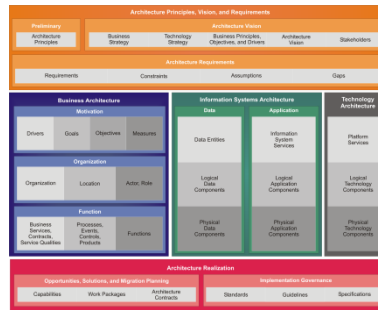 Architecture Principles, Vision, and Requirements
Preliminary
Architecture Vision
Architecture
Principles
Business
Strategy
Technology
Strategy
Business Principles,
Objectives, and Drivers
Architecture
Vision
Stakeholders
Architecture Requirements
Requirements
Constraints
Assumptions
Gaps
Business Architecture
Motivation
Drivers
Goals
Objectives
Measures
Organization
Organization
Location
Actor, Role
Function
Business
Services,
Contracts,
Service Qualities
Processes,
Events,
Controls,
Products
Functions
Information Systems Architecture
Data
Application
Data Entities
Information
System
Services
Logical
Data
Components
Logical
Application
Components
Physical
Data
Components
Physical
Application
Components
Technology
Architecture
Platform
Services
Logical
Technology
Components
Physical
Technology
Components
Architecture Realization
Opportunities, Solutions, and Migration Planning
Capabilities
Work Packages
Architecture
Contracts
Implementation Governance
Standards
Guidelines
Specifications